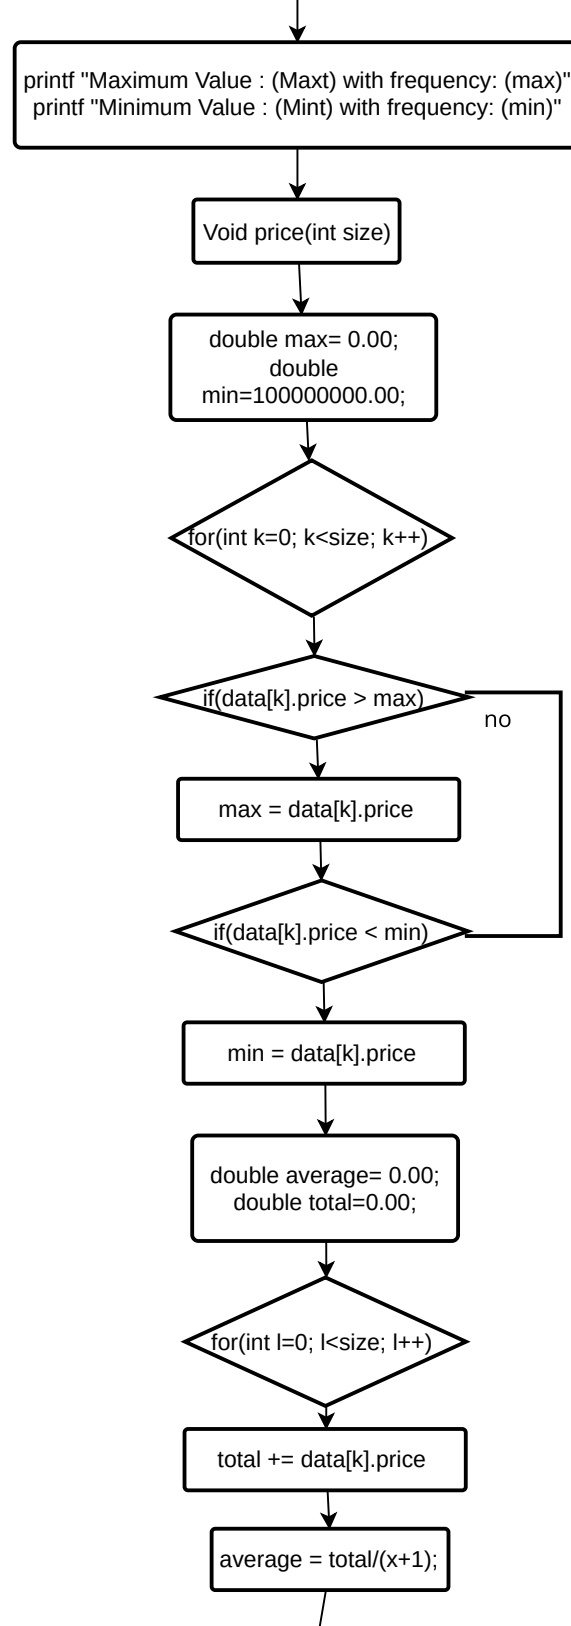 printf "Maximum Value : (Maxt) with frequency: (max)"
printf "Minimum Value : (Mint) with frequency: (min)"
Void price(int size)
double max= 0.00;
double
min=100000000.00;
for(int k=0; k<size; k++)
if(data[k].price > max)
no
max = data[k].price
if(data[k].price < min)
min = data[k].price
double average= 0.00;
double total=0.00;
for(int l=0; l<size; l++)
total += data[k].price
average = total/(x+1);